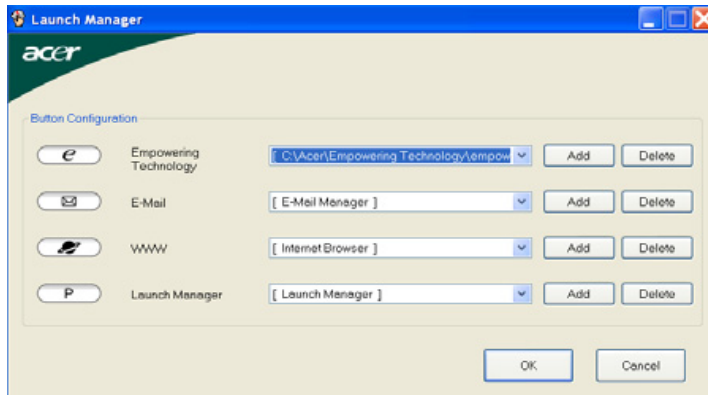 Launch Manager
acer
Button Configuration
e Empowering Technology [ C:\Acer\Empowering Technology\empow Add Delete
E-Mail [ E-Mail Manager ] Add Delete
WWW [ Internet Browser ] Add Delete
P Launch Manager [ Launch Manager ] Add Delete
OK Cancel